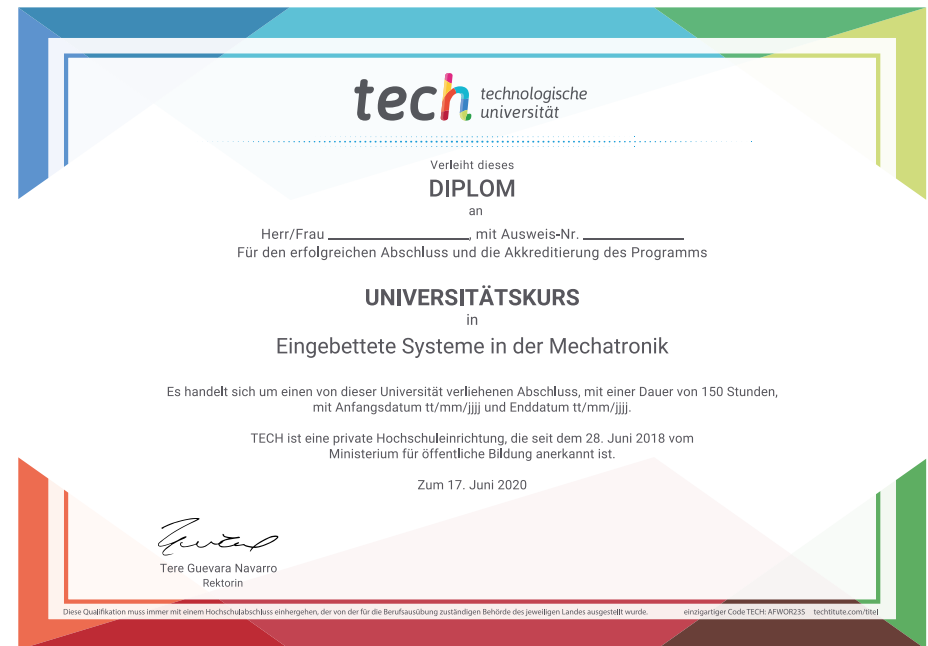 tech technologische
universität
Verleiht dieses
DIPLOM
an
Herr/Frau ____________, mit Ausweis-Nr. ____________
Für den erfolgreichen Abschluss und die Akkreditierung des Programms
UNIVERSITÄTSKURS
in
Eingebettete Systeme in der Mechatronik
Es handelt sich um einen von dieser Universität verliehenen Abschluss, mit einer Dauer von 150 Stunden,
mit Anfangsdatum tt/mm/jjjj und Enddatum tt/mm/jjjj.
TECH ist eine private Hochschuleinrichtung, die seit dem 28. Juni 2018 vom
Ministerium für öffentliche Bildung anerkannt ist.
Zum 17. Juni 2020
Tere Guevara Navarro
Rektorin
Diese Qualifikation muss immer mit einem Hochschulabschluss einhergehen, der von der für die Berufsausübung zuständigen Behörde des jeweiligen Landes ausgestellt wurde. einzigartiger Code TECH: AFWOR23S techtitute.com/titel